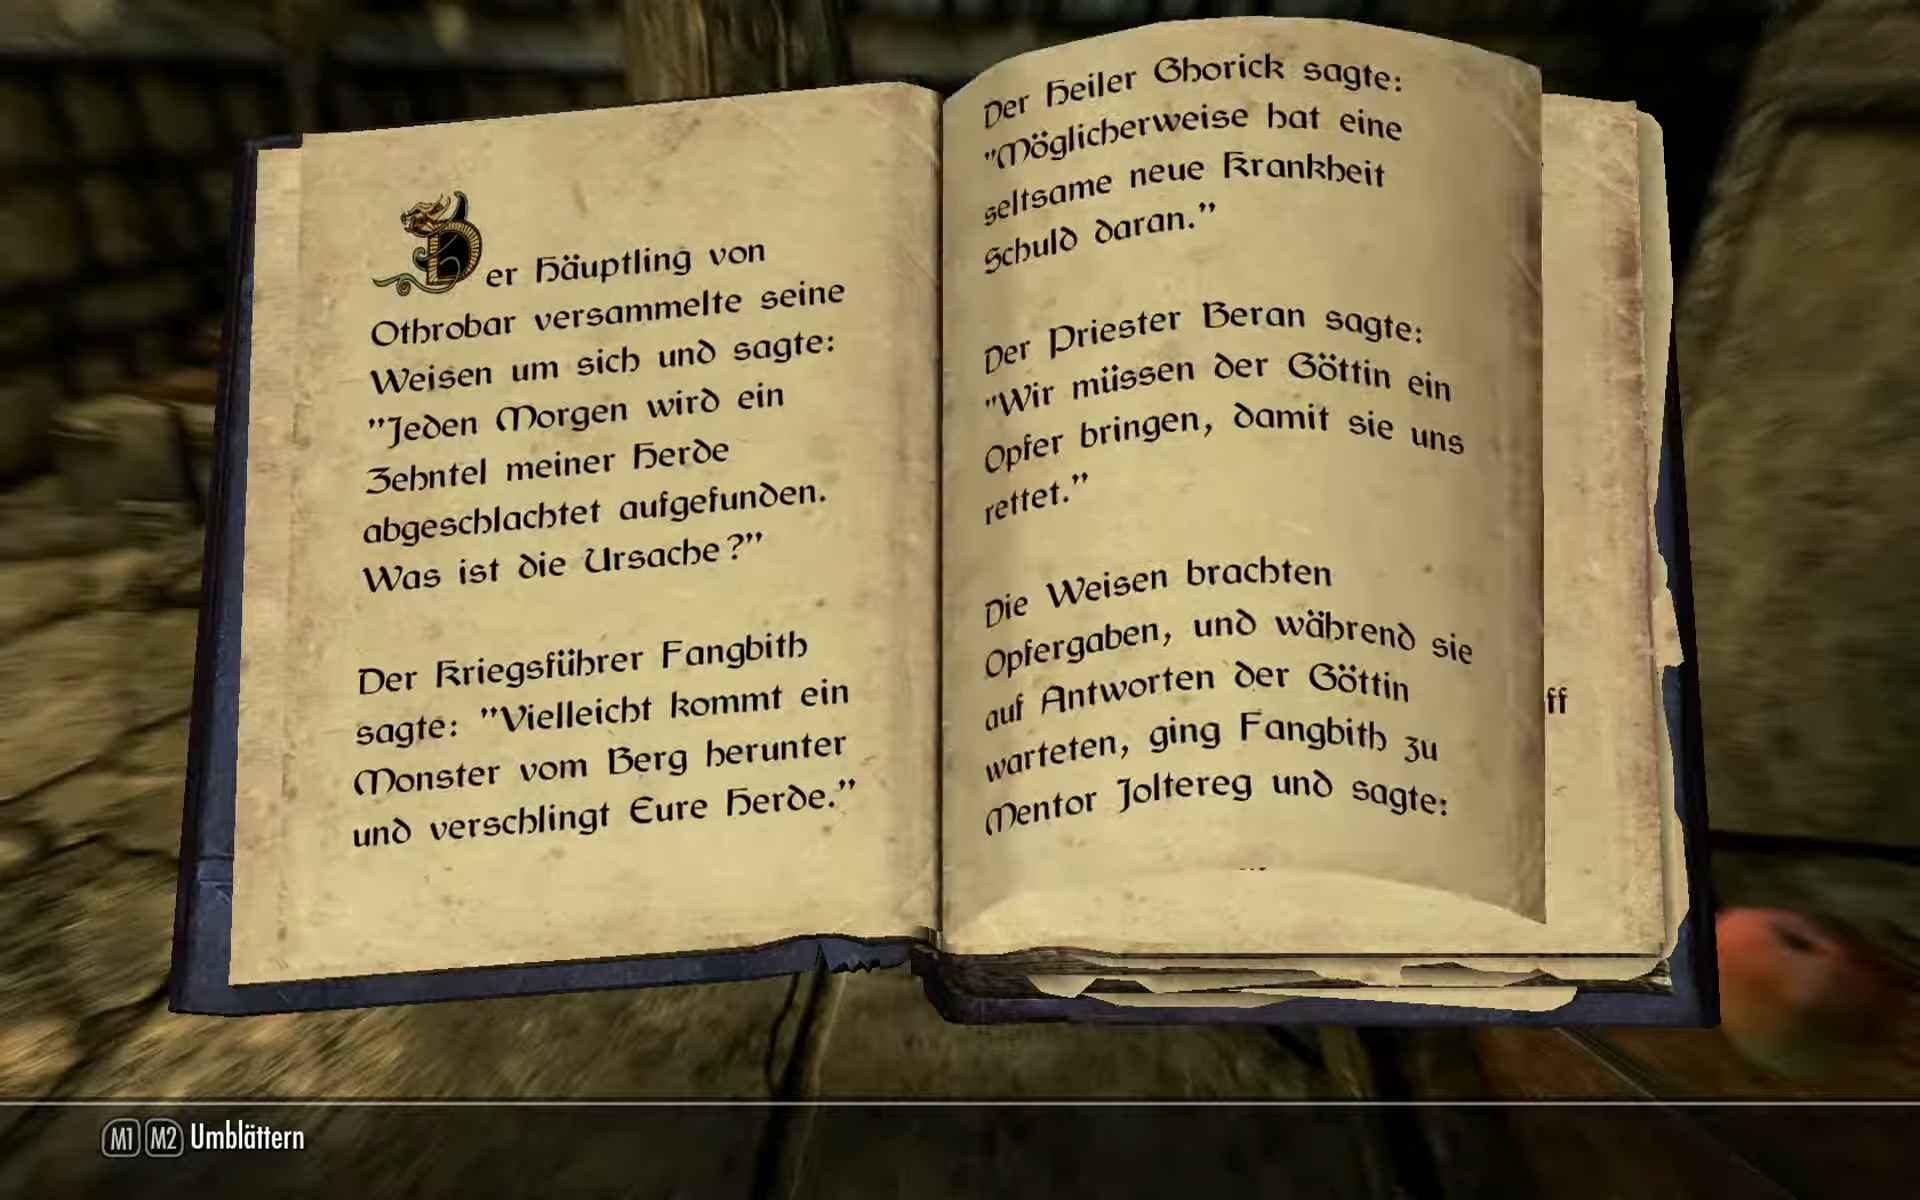 Der Häuptling von
Othrobar versammelte seine
Weisen um sich und sagte:
"Jeden Morgen wird ein
Zehntel meiner Herde
abgeschlachtet aufgefunden.
Was ist die Ursache?"
Der Kriegsführer Fangbith
sagte: "Vielleicht kommt ein
Monster vom Berg herunter
und verschlingt Eure Herde."
Der Heiler Ghorick sagte:
"Möglicherweise hat eine
seltsame neue Krankheit
Schuld daran."
Der Priester Beran sagte:
"Wir müssen der Göttin ein
Opfer bringen, damit sie uns
rettet."
Die Weisen brachten
Opfergaben, und während sie
auf Antworten der Göttin
warteten, ging Fangbith zu
Mentor Joltereg und sagte:
ff
M1 M2 Umblättern